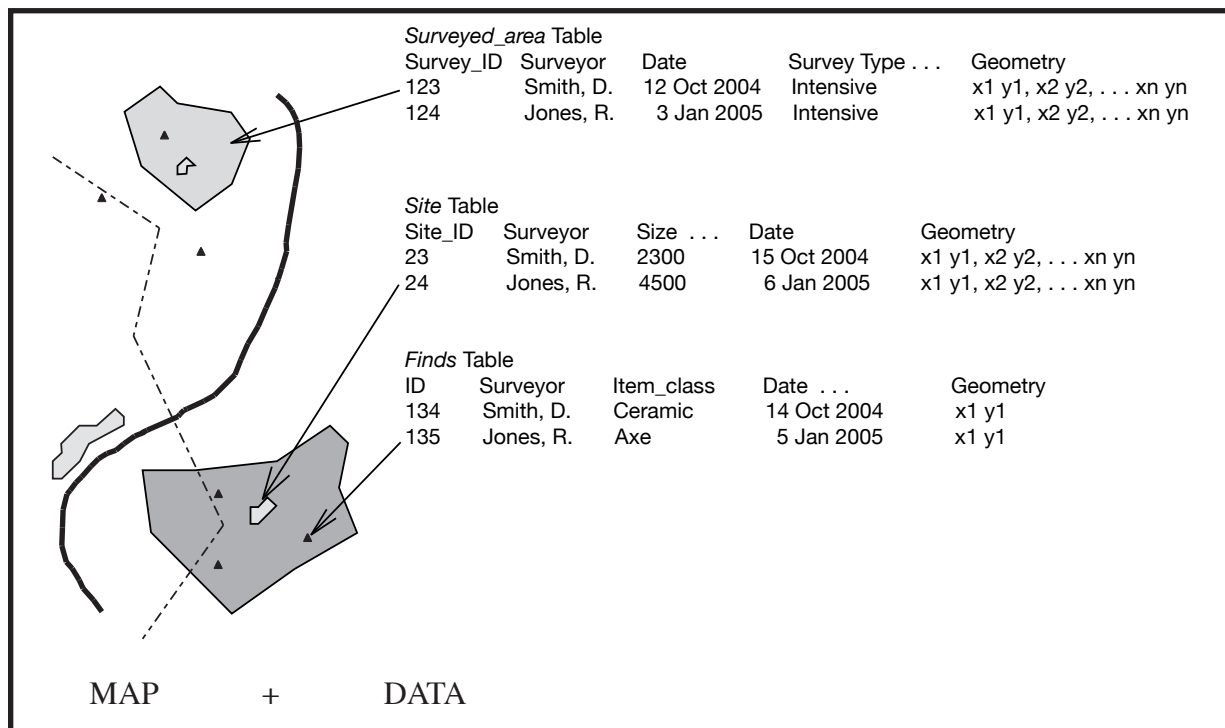 Surveyed_area Table
Survey_ID Surveyor Date Survey Type . . . Geometry
123 Smith, D. 12 Oct 2004 Intensive x1 y1, x2 y2, . . . xn yn
124 Jones, R. 3 Jan 2005 Intensive x1 y1, x2 y2, . . . xn yn
Site Table
Site_ID Surveyor Size . . . Date Geometry
23 Smith, D. 2300 15 Oct 2004 x1 y1, x2 y2, . . . xn yn
24 Jones, R. 4500 6 Jan 2005 x1 y1, x2 y2, . . . xn yn
Finds Table
ID Surveyor Item_class Date . . . Geometry
134 Smith, D. Ceramic 14 Oct 2004 x1 y1
135 Jones, R. Axe 5 Jan 2005 x1 y1
MAP + DATA